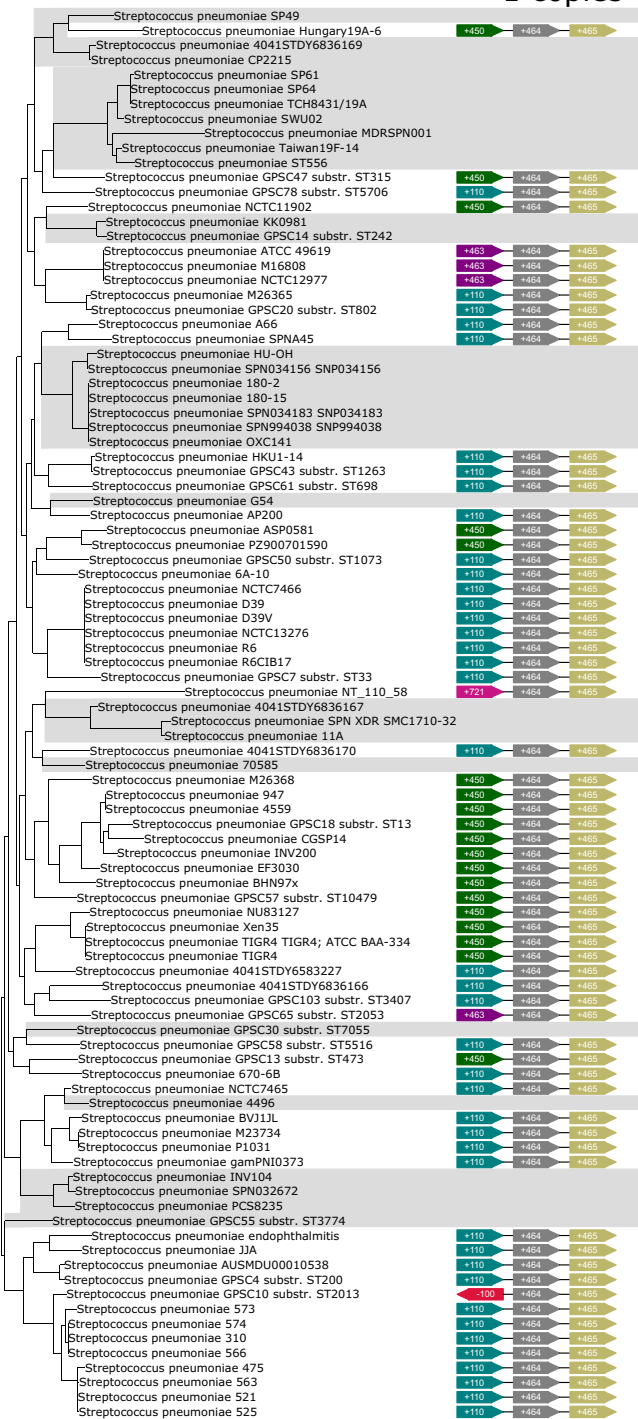 Streptococcus pneumoniae SP49
Streptococcus pneumoniae Hungary19A-6 +450 +464 +465
Streptococcus pneumoniae 4041STDY6836169
Streptococcus pneumoniae CP2215
Streptococcus pneumoniae SP61
Streptococcus pneumoniae SP64
Streptococcus pneumoniae TCH8431/19A
Streptococcus pneumoniae SWU02
Streptococcus pneumoniae MDRSPN001
Streptococcus pneumoniae Taiwan19F-14
Streptococcus pneumoniae ST556
Streptococcus pneumoniae GPSC47 substr. ST315 +450 +464 +465
Streptococcus pneumoniae GPSC78 substr. ST5706 +110 +464 +465
Streptococcus pneumoniae NCTC11902 +450 +464 +465
Streptococcus pneumoniae KK0981
Streptococcus pneumoniae GPSC14 substr. ST242
Streptococcus pneumoniae ATCC 49619 +463 +464 +465
Streptococcus pneumoniae M16808 +463 +464 +465
Streptococcus pneumoniae NCTC12977 +463 +464 +465
Streptococcus pneumoniae M26365 +110 +464 +465
Streptococcus pneumoniae GPSC20 substr. ST802 +110 +464 +465
Streptococcus pneumoniae A66 +110 +464 +465
Streptococcus pneumoniae SPNA45 +110 +464 +465
Streptococcus pneumoniae HU-OH
Streptococcus pneumoniae SPN034156 SNP034156
Streptococcus pneumoniae 180-2
Streptococcus pneumoniae 180-15
Streptococcus pneumoniae SPN034183 SNP034183
Streptococcus pneumoniae SPN994038 SNP994038
Streptococcus pneumoniae OXC141
Streptococcus pneumoniae HKU1-14 +110 +464 +465
Streptococcus pneumoniae GPSC43 substr. ST1263 +110 +464 +465
Streptococcus pneumoniae GPSC61 substr. ST698 +110 +464 +465
Streptococcus pneumoniae G54
Streptococcus pneumoniae AP200 +110 +464 +465
Streptococcus pneumoniae ASP0581 +450 +464 +465
Streptococcus pneumoniae PZ900701590 +450 +464 +465
Streptococcus pneumoniae GPSC50 substr. ST1073 +110 +464 +465
Streptococcus pneumoniae 6A-10 +110 +464 +465
Streptococcus pneumoniae NCTC7466 +110 +464 +465
Streptococcus pneumoniae D39 +110 +464 +465
Streptococcus pneumoniae D39V +110 +464 +465
Streptococcus pneumoniae NCTC13276 +110 +464 +465
Streptococcus pneumoniae R6 +110 +464 +465
Streptococcus pneumoniae R6CIB17 +110 +464 +465
Streptococcus pneumoniae GPSC7 substr. ST33 +110 +464 +465
Streptococcus pneumoniae NT_110_58 +721 +464 +465
Streptococcus pneumoniae 4041STDY6836167
Streptococcus pneumoniae SPN XDR SMC1710-32
Streptococcus pneumoniae 11A
Streptococcus pneumoniae 4041STDY6836170 +110 +464 +465
Streptococcus pneumoniae 70585
Streptococcus pneumoniae M26368 +450 +464 +465
Streptococcus pneumoniae 947 +450 +464 +465
Streptococcus pneumoniae 4559 +450 +464 +465
Streptococcus pneumoniae GPSC18 substr. ST13 +450 +464 +465
Streptococcus pneumoniae CGSP14 +450 +464 +465
Streptococcus pneumoniae INV200 +450 +464 +465
Streptococcus pneumoniae EF3030 +450 +464 +465
Streptococcus pneumoniae BHN97x +450 +464 +465
Streptococcus pneumoniae GPSC57 substr. ST10479 +450 +464 +465
Streptococcus pneumoniae NU83127 +450 +464 +465
Streptococcus pneumoniae Xen35 +450 +464 +465
Streptococcus pneumoniae TIGR4 TIGR4; ATCC BAA-334 +450 +464 +465
Streptococcus pneumoniae TIGR4 +450 +464 +465
Streptococcus pneumoniae 4041STDY6583227 +110 +464 +465
Streptococcus pneumoniae 4041STDY6836166 +110 +464 +465
Streptococcus pneumoniae GPSC103 substr. ST3407 +110 +464 +465
Streptococcus pneumoniae GPSC65 substr. ST2053 +463 +464 +465
Streptococcus pneumoniae GPSC30 substr. ST7055
Streptococcus pneumoniae GPSC58 substr. ST5516 +110 +464 +465
Streptococcus pneumoniae GPSC13 substr. ST473 +450 +464 +465
Streptococcus pneumoniae 670-6B +110 +464 +465
Streptococcus pneumoniae NCTC7465 +110 +464 +465
Streptococcus pneumoniae 4496
Streptococcus pneumoniae BVJ1JL +110 +464 +465
Streptococcus pneumoniae M23734 +110 +464 +465
Streptococcus pneumoniae P1031 +110 +464 +465
Streptococcus pneumoniae gamPNI0373 +110 +464 +465
Streptococcus pneumoniae INV104
Streptococcus pneumoniae SPN032672
Streptococcus pneumoniae PCS8235
Streptococcus pneumoniae GPSC55 substr. ST3774
Streptococcus pneumoniae endophthalmitis +110 +464 +465
Streptococcus pneumoniae JJA +110 +464 +465
Streptococcus pneumoniae AUSMDU00010538 +110 +464 +465
Streptococcus pneumoniae GPSC4 substr. ST200 +110 +464 +465
Streptococcus pneumoniae GPSC10 substr. ST2013 -100 +464 +465
Streptococcus pneumoniae 573 +110 +464 +465
Streptococcus pneumoniae 574 +110 +464 +465
Streptococcus pneumoniae 310 +110 +464 +465
Streptococcus pneumoniae 566 +110 +464 +465
Streptococcus pneumoniae 475 +110 +464 +465
Streptococcus pneumoniae 563 +110 +464 +465
Streptococcus pneumoniae 521 +110 +464 +465
Streptococcus pneumoniae 525 +110 +464 +465